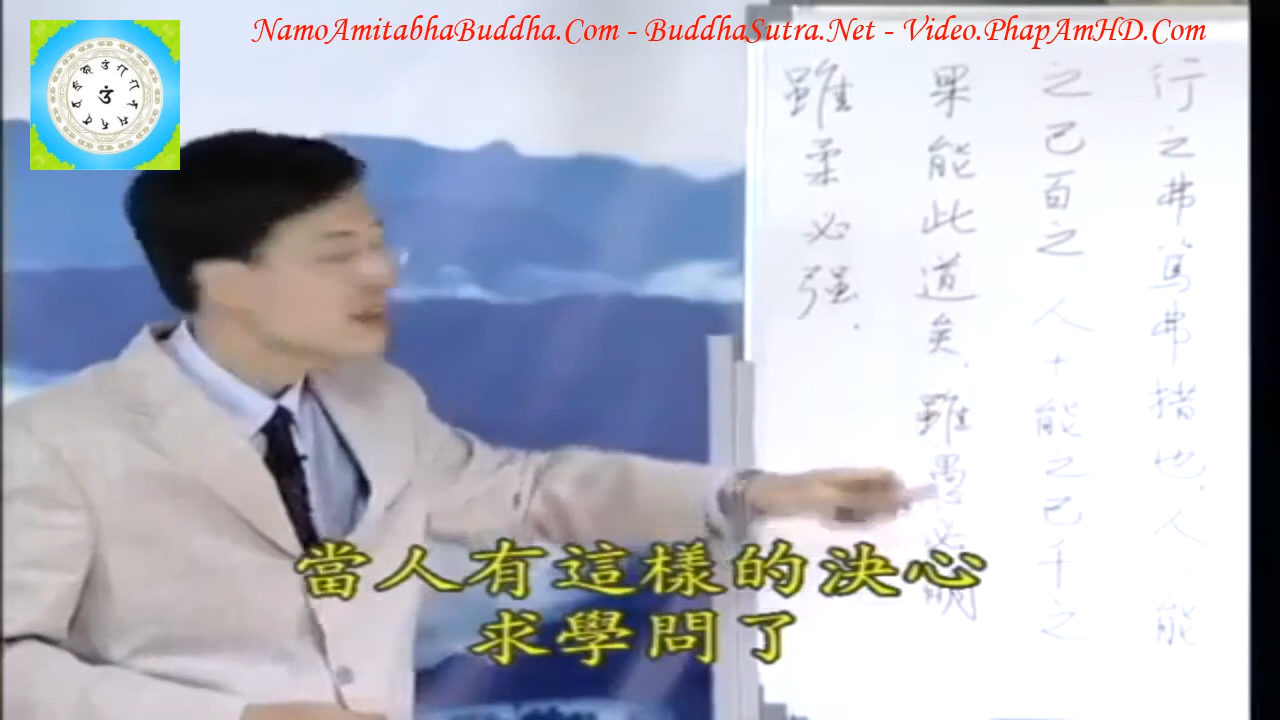 NamoAmitabhaBuddha.Com - BuddhaSutra.Net - Video.PhapAmHD.Com
行之弗篤弗措也.人一能
之己百之 人十能之己千之
果能此道矣.雖愚必明
雖柔必强.
當人有這樣的決心
求學問了